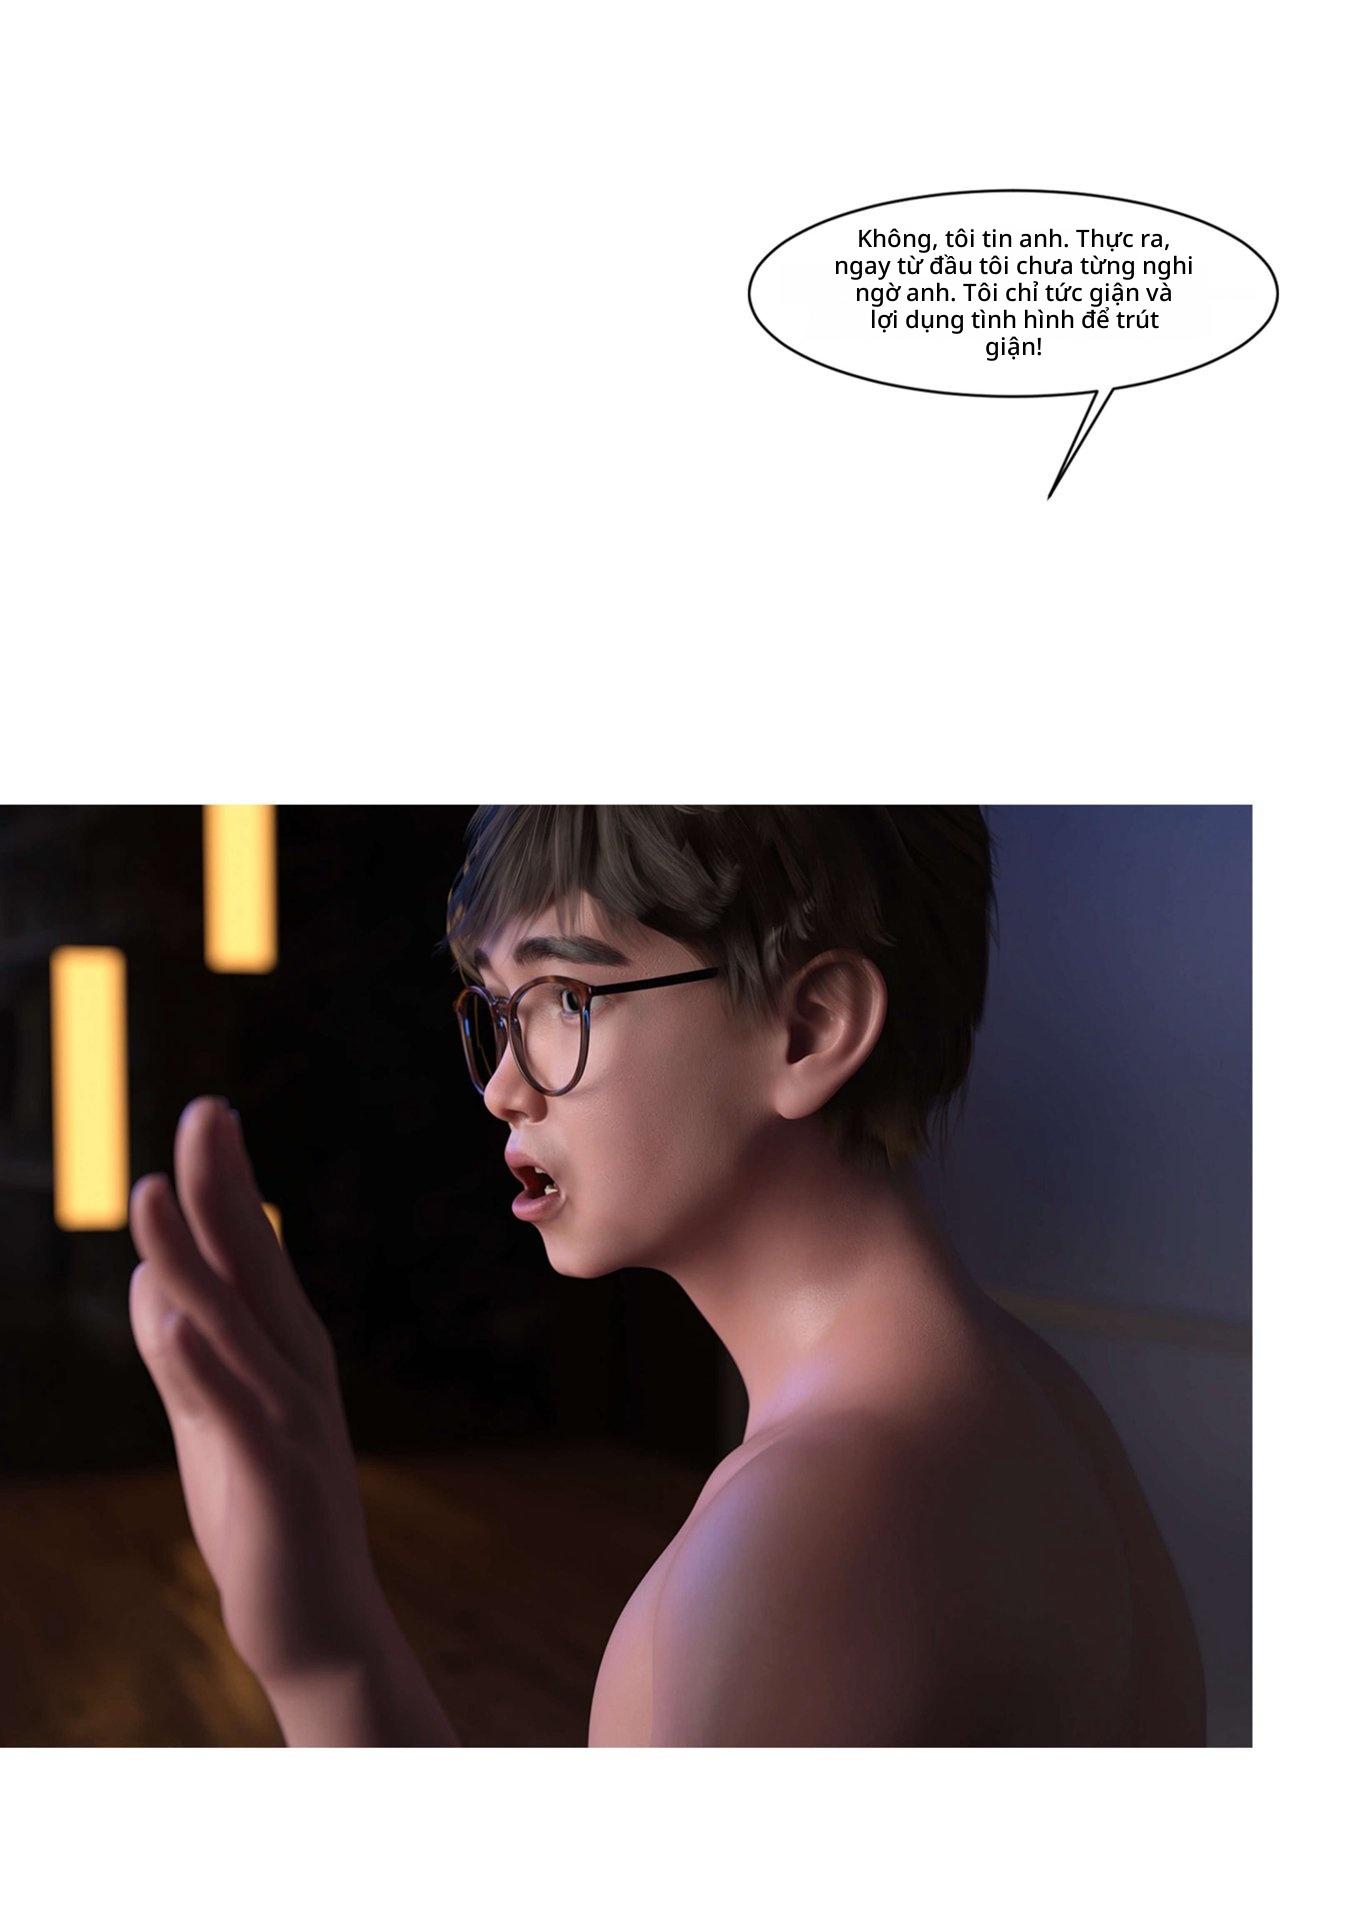 Không, tôi tin anh. Thực ra,
ngay từ đầu tôi chưa từng nghi
ngờ anh. Tôi chỉ tức giận và
lợi dụng tình hình để trút
giận!